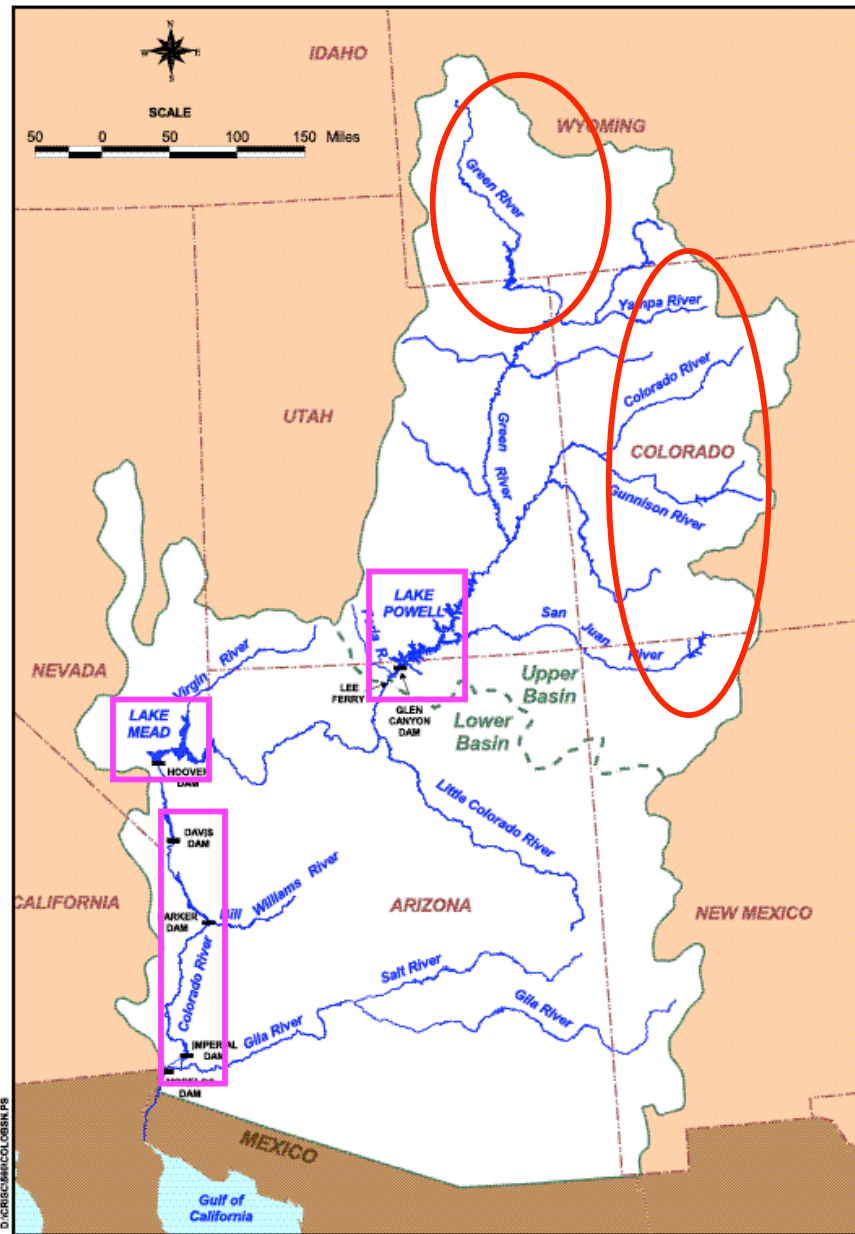 IDAHO
N
W
E
S
SCALE
50 0 50 100 150 Miles
WYOMING
Green River
Yampa River
Colorado River
UTAH
COLORADO
Green River
Gunnison River
LAKE
POWELL
San Juan River
NEVADA
Virgin River
LEE
FERRY
GLEN
CANYON
DAM
Upper
Basin
Lower
Basin
LAKE
MEAD
HOOVER
DAM
Little Colorado River
DAVIS
DAM
CALIFORNIA
Bill Williams River
ARIZONA
NEW MEXICO
PARKER
DAM
Colorado River
Salt River
Gila River
Gila River
IMPERIAL
DAM
DAM
MEXICO
Gulf of
California